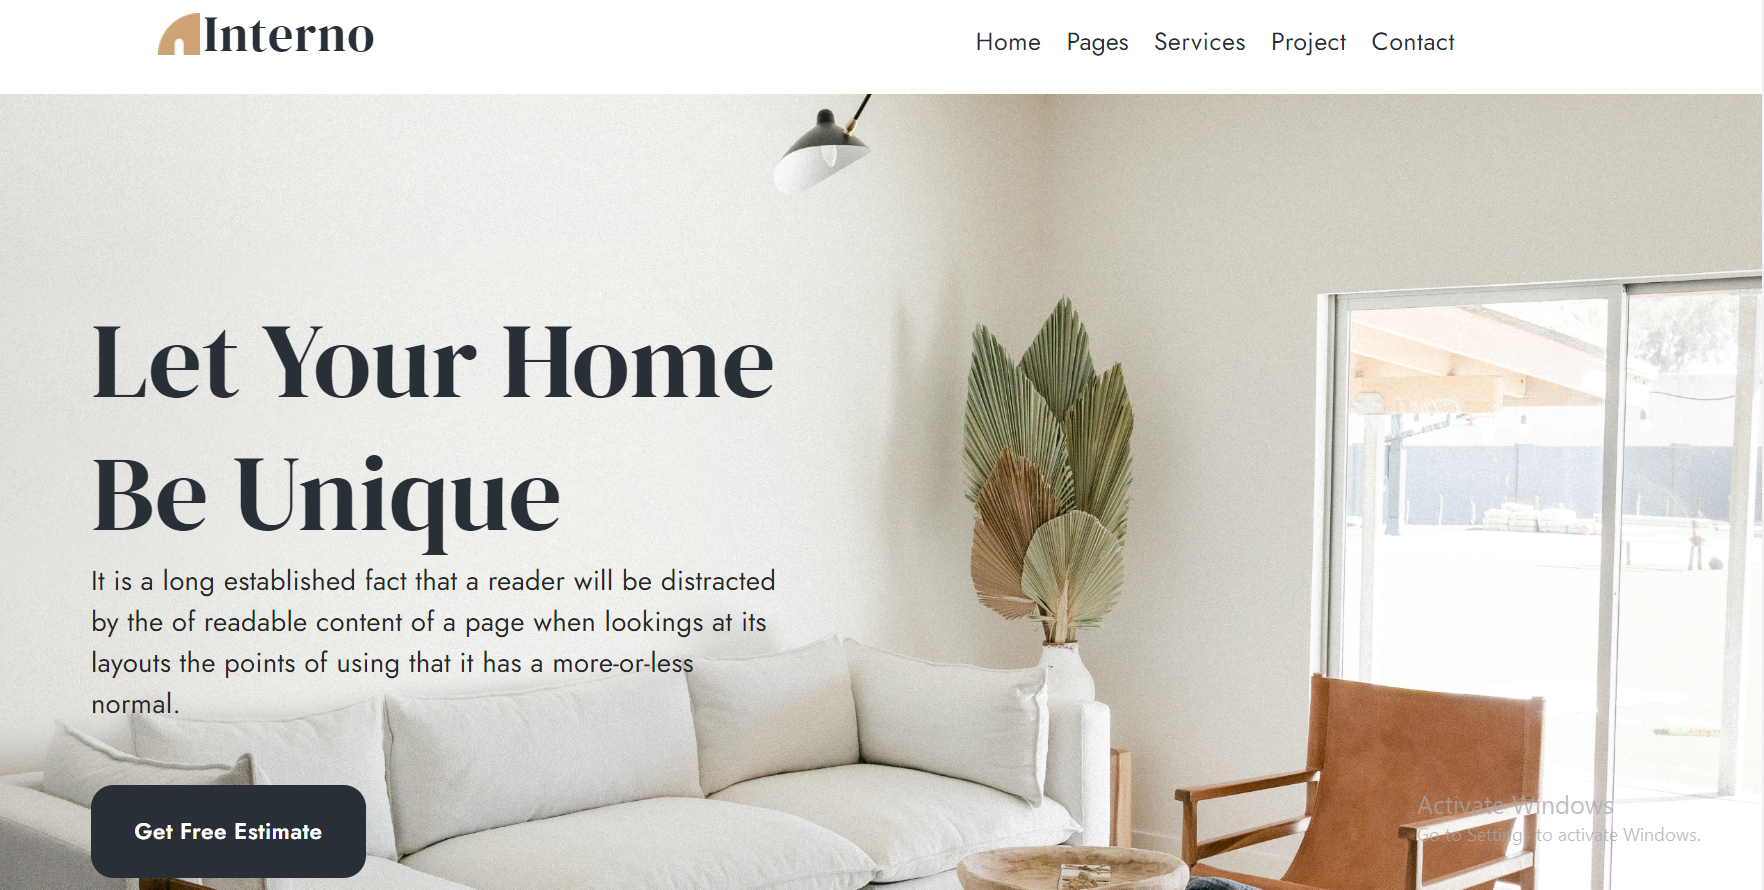 Interno
Home Pages Services Project Contact
Let Your Home
Be Unique
It is a long established fact that a reader will be distracted
by the of readable content of a page when lookings at its
layouts the points of using that it has a more-or-less
normal.
Get Free Estimate
Activate Windows
Go to Settings to activate Windows.